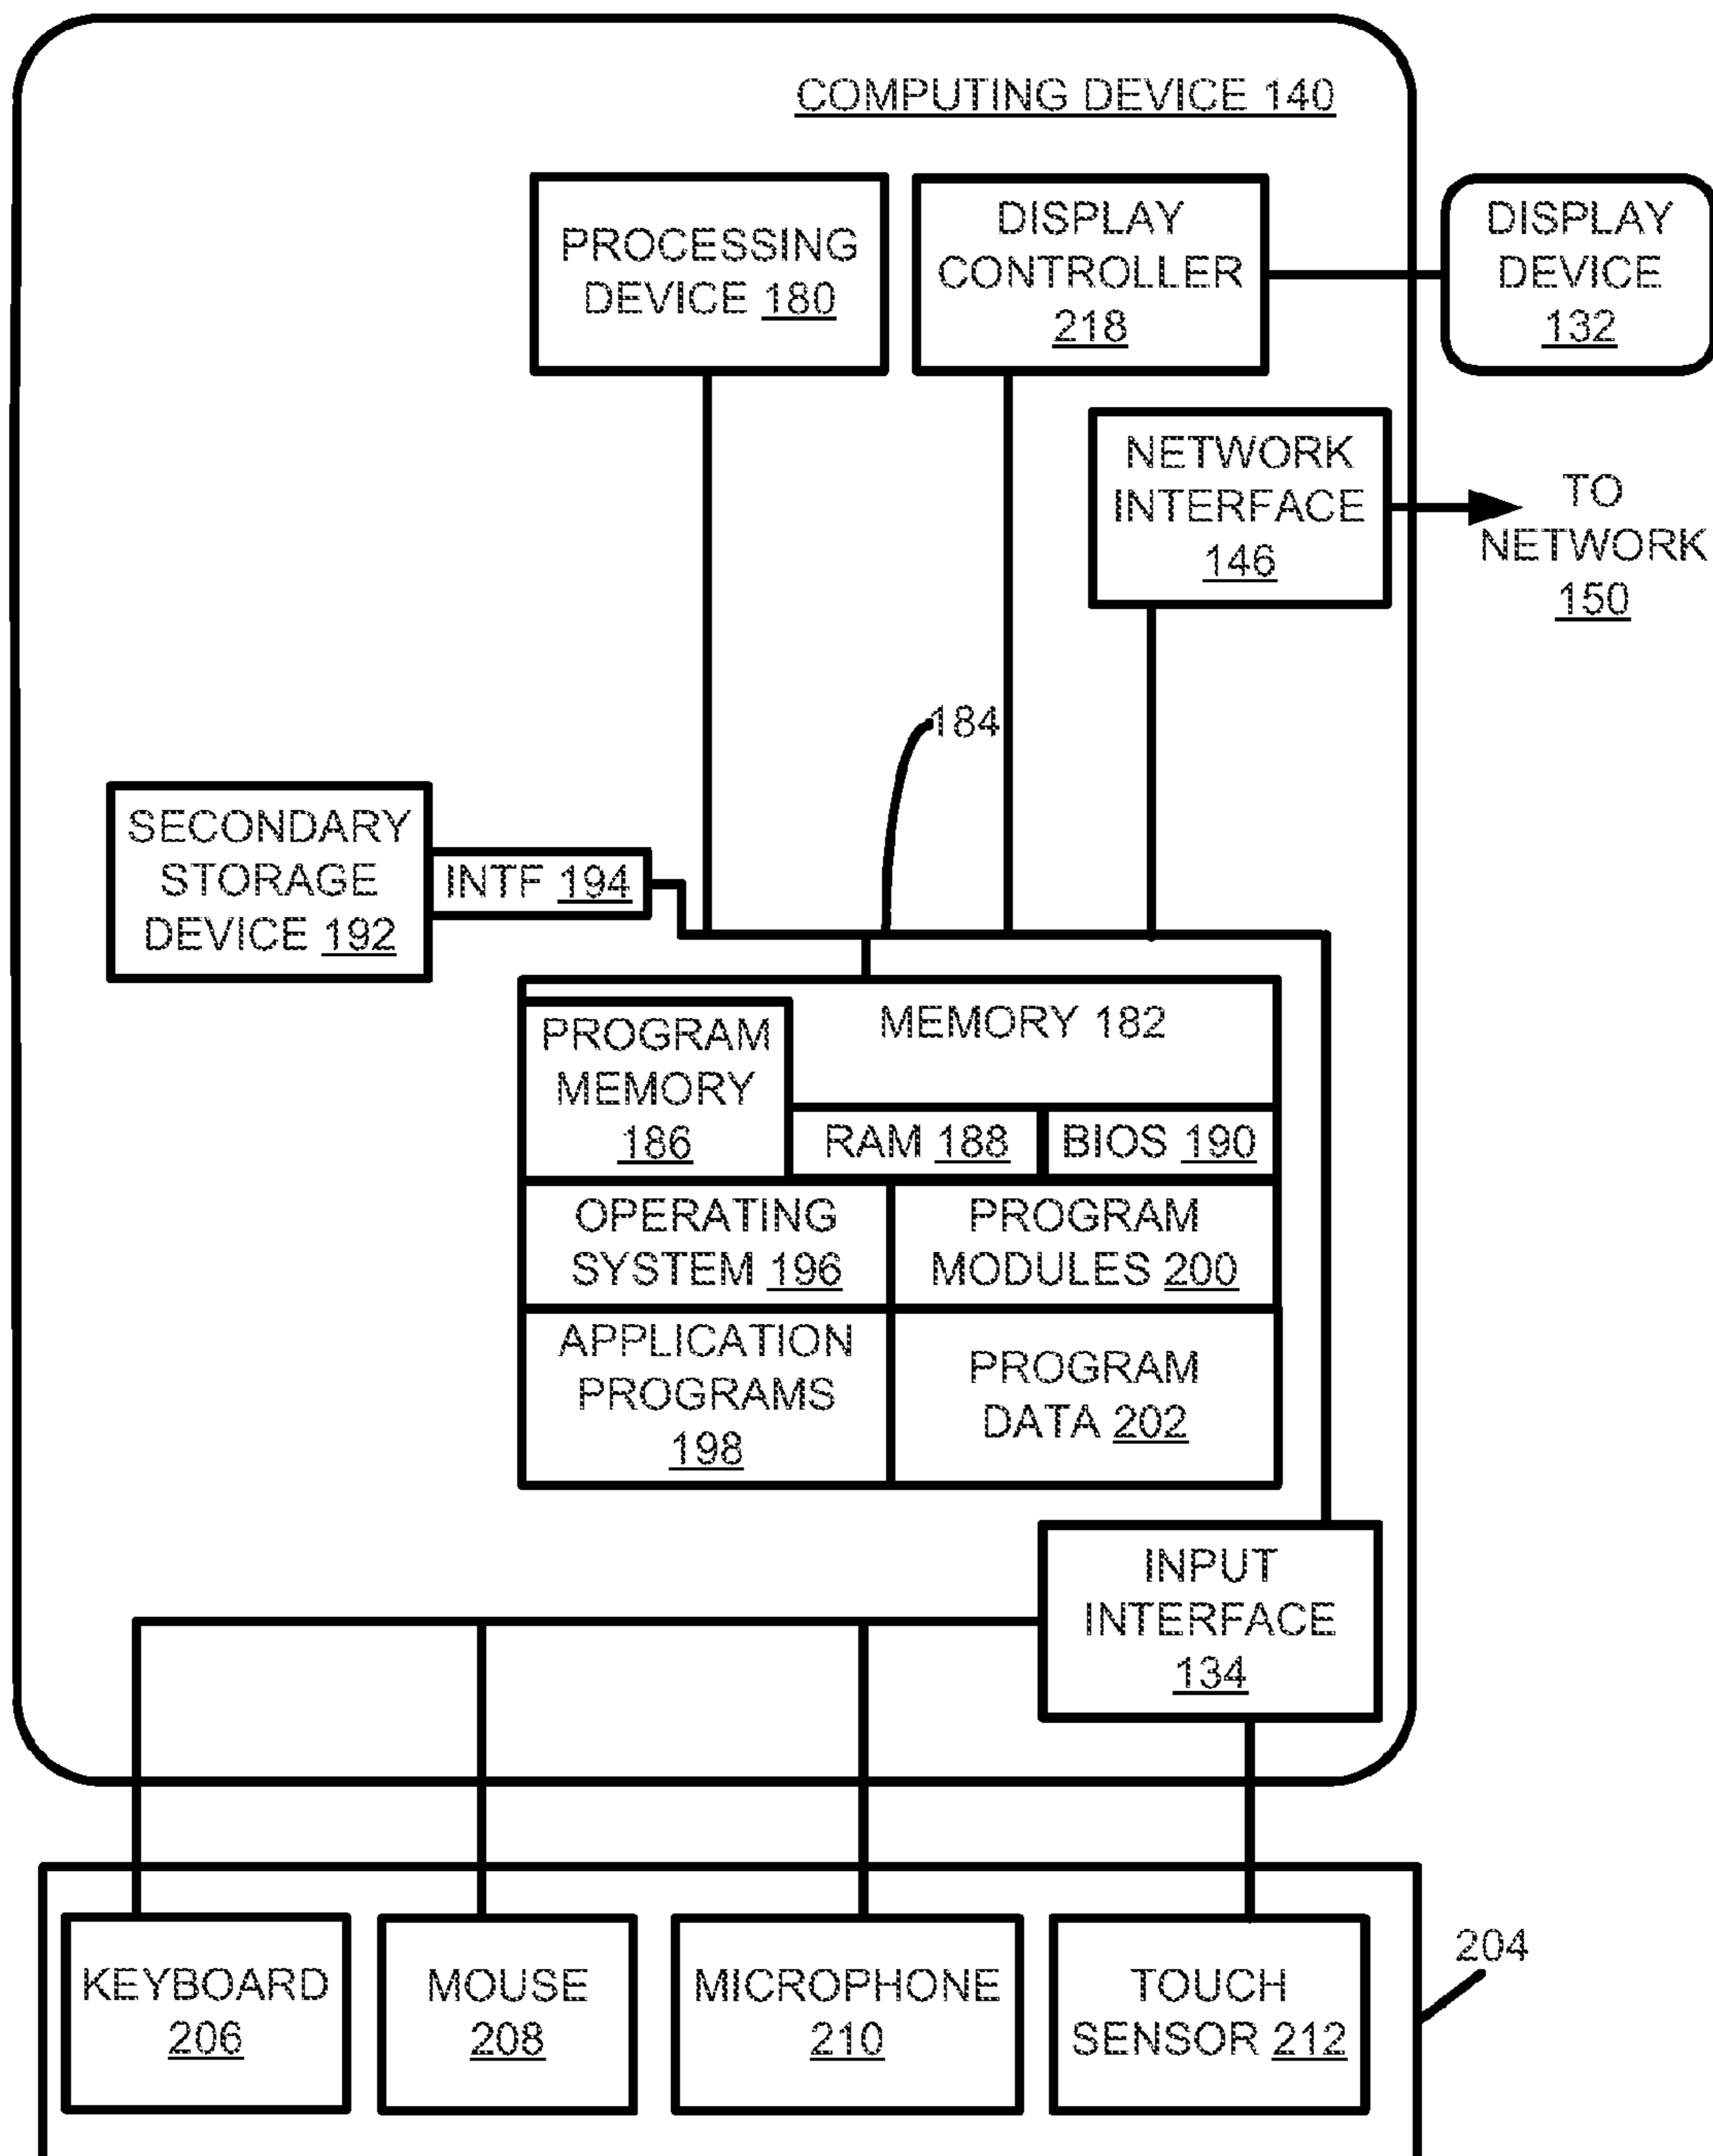 COMPUTING DEVICE 140
PROCESSING
DEVICE 180
DISPLAY
CONTROLLER
218
DISPLAY
DEVICE
132
NETWORK
INTERFACE
146
TO
NETWORK
150
184
SECONDARY
STORAGE
DEVICE 192
INTF 194
MEMORY 182
PROGRAM
MEMORY
186
RAM 188
BIOS 190
OPERATING
SYSTEM 196
PROGRAM
MODULES 200
APPLICATION
PROGRAMS
198
PROGRAM
DATA 202
INPUT
INTERFACE
134
204
KEYBOARD
206
MOUSE
208
MICROPHONE
210
TOUCH
SENSOR 212